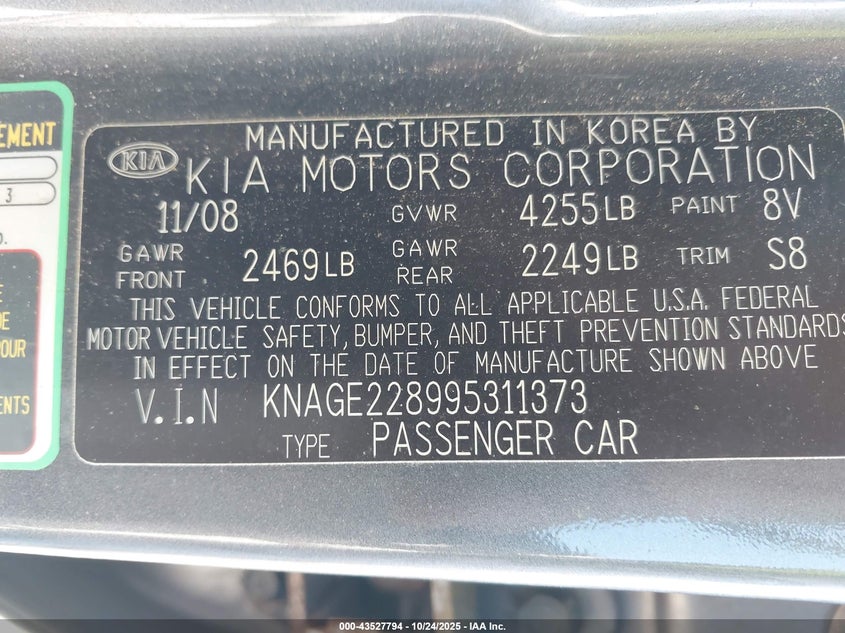 EMENT
3
D.
E
DE
YOUR
ENTS
MANUFACTURED IN KOREA BY
KIA KIA MOTORS CORPORATION
11/08 GVWR 4255LB PAINT 8V
GAWR FRONT 2469LB GAWR REAR 2249LB TRIM S8
THIS VEHICLE CONFORMS TO ALL APPLICABLE U.S.A. FEDERAL
MOTOR VEHICLE SAFETY, BUMPER, AND THEFT PREVENTION STANDARDS
IN EFFECT ON THE DATE OF MANUFACTURE SHOWN ABOVE
V.I.N KNAGE228995311373
TYPE PASSENGER CAR
000-43527794 - 10/24/2025 - IAA Inc.